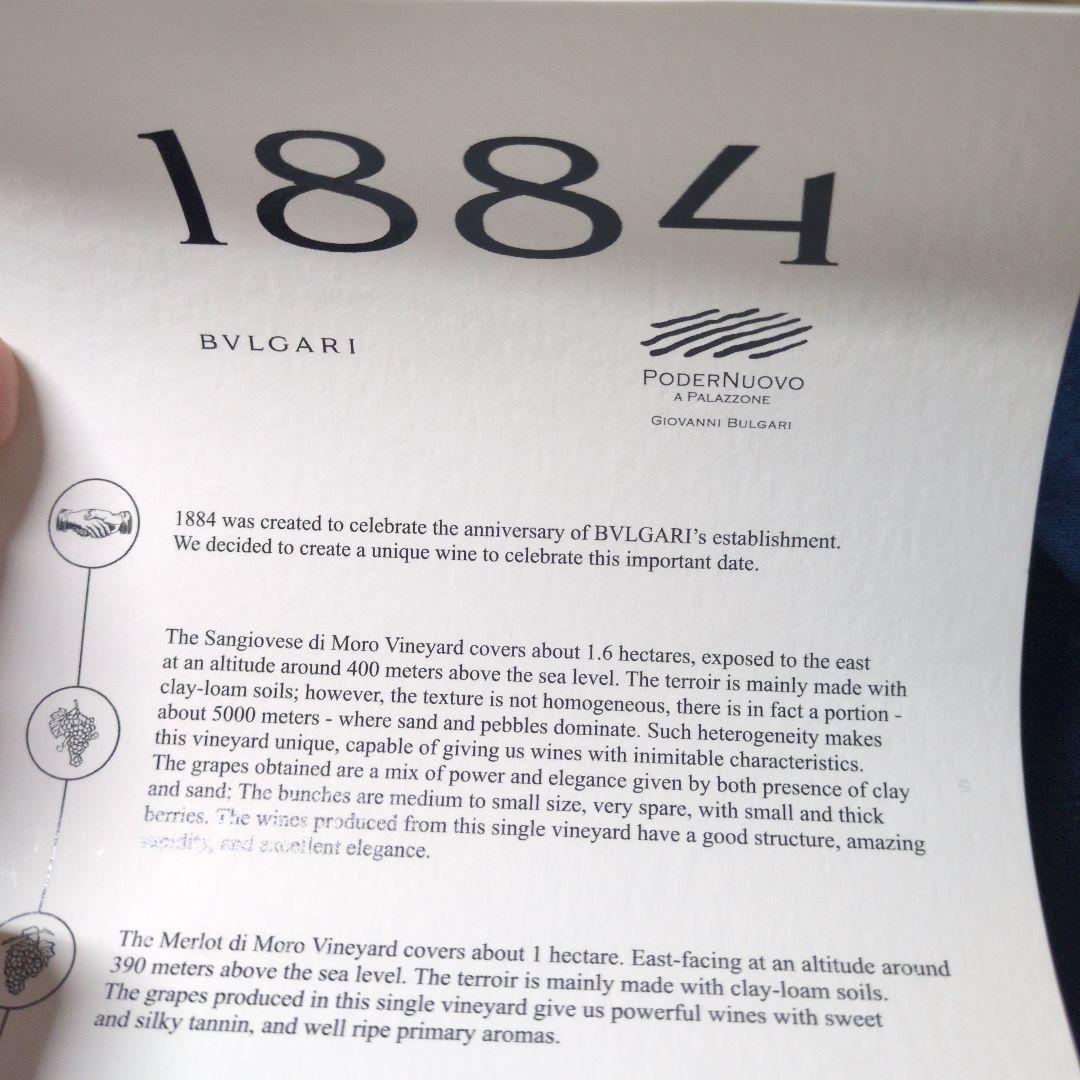 1884
BVLGARI
PODERNUOVO
A PALAZZONE
GIOVANNI BULGARI
1884 was created to celebrate the anniversary of BVLGARI's establishment.
We decided to create a unique wine to celebrate this important date.
The Sangiovese di Moro Vineyard covers about 1.6 hectares, exposed to the east
at an altitude around 400 meters above the sea level. The terroir is mainly made with
clay-loam soils; however, the texture is not homogeneous, there is in fact a portion -
about 5000 meters - where sand and pebbles dominate. Such heterogeneity makes
this vineyard unique, capable of giving us wines with inimitable characteristics.
The grapes obtained are a mix of power and elegance given by both presence of clay
and sand; The bunches are medium to small size, very spare, with small and thick
berries. The wines produced from this single vineyard have a good structure, amazing
sapidity, and excellent elegance.
The Merlot di Moro Vineyard covers about 1 hectare. East-facing at an altitude around
390 meters above the sea level. The terroir is mainly made with clay-loam soils.
The grapes produced in this single vineyard give us powerful wines with sweet
and silky tannin, and well ripe primary aromas.